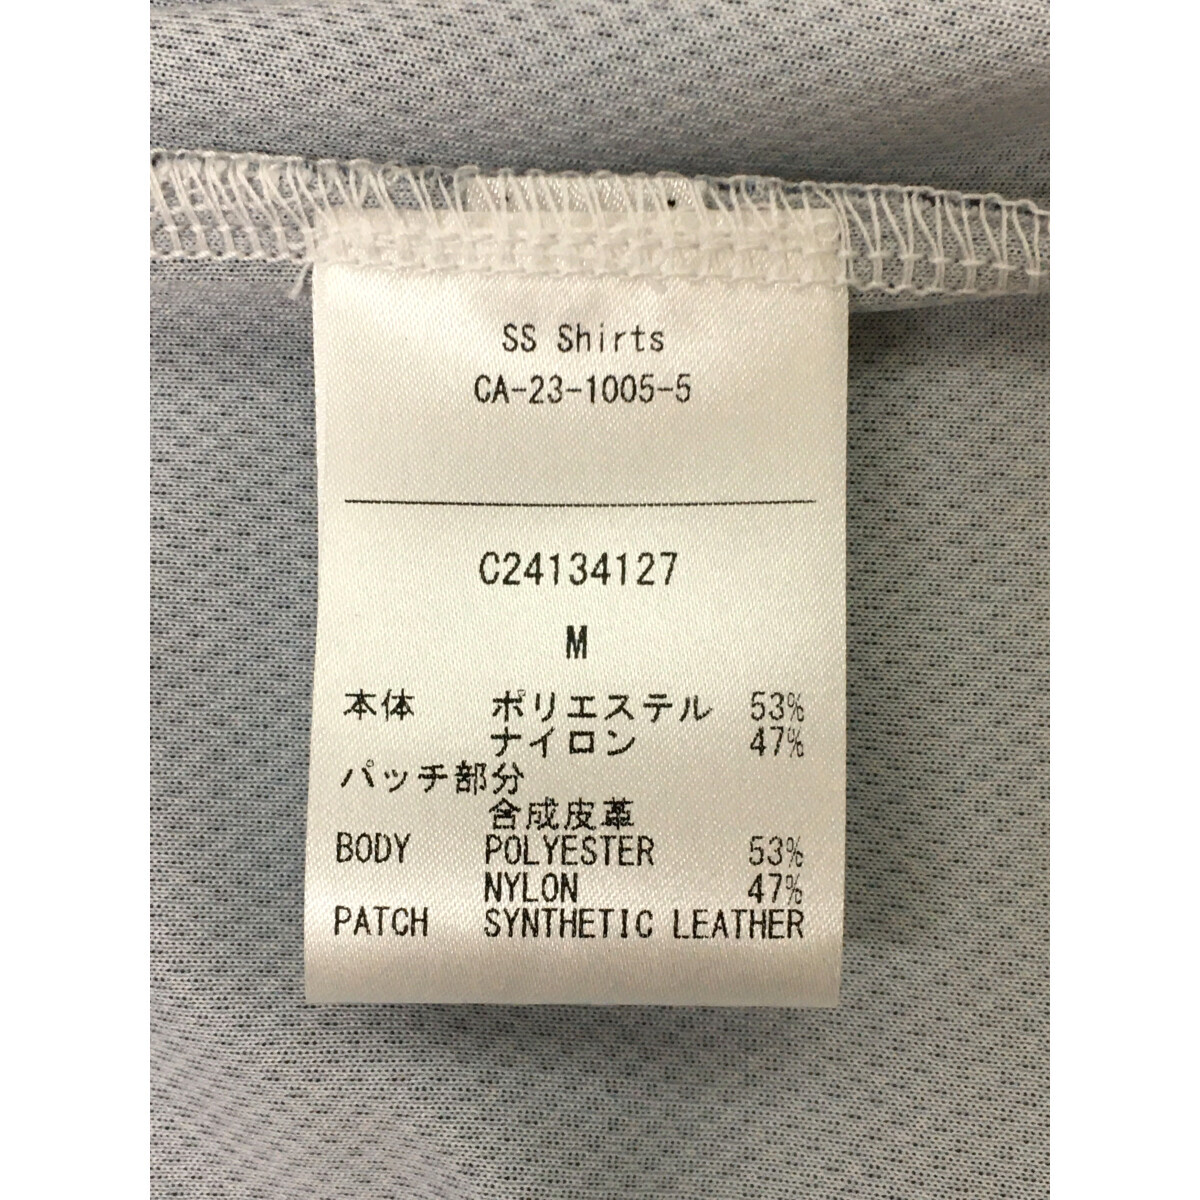 SS Shirts
CA-23-1005-5
C24134127
M
本体 ポリエステル 53%
ナイロン 47%
パッチ部分
合成皮革
BODY POLYESTER 53%
NYLON 47%
PATCH SYNTHETIC LEATHER